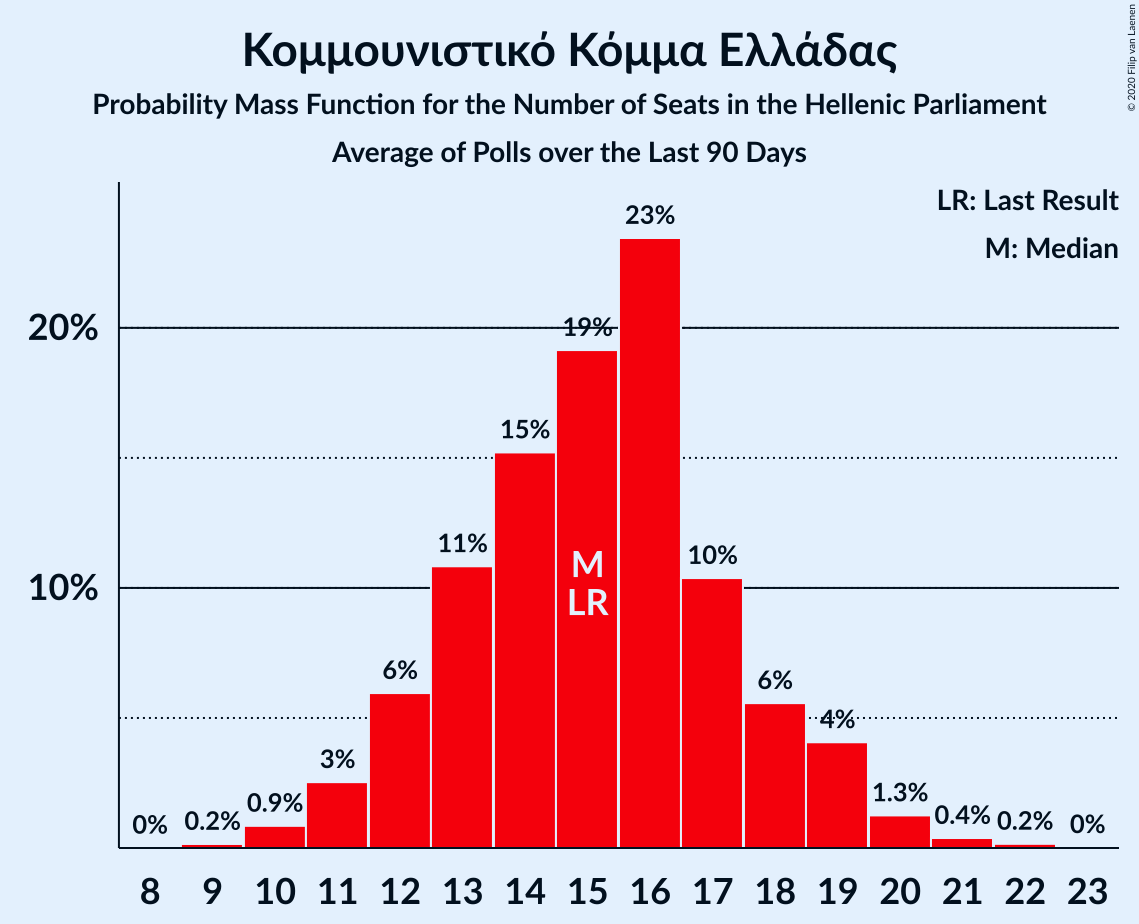 Κομμουνιστικό Κόμμα Ελλάδας
Probability Mass Function for the Number of Seats in the Hellenic Parliament
Average of Polls over the Last 90 Days
© 2020 Filip van Laenen
LR: Last Result
M: Median
20%
10%
0%
0.2%
0.9%
3%
6%
11%
15%
19%
23%
10%
6%
4%
1.3%
0.4%
0.2%
0%
M
LR
8 9 10 11 12 13 14 15 16 17 18 19 20 21 22 23